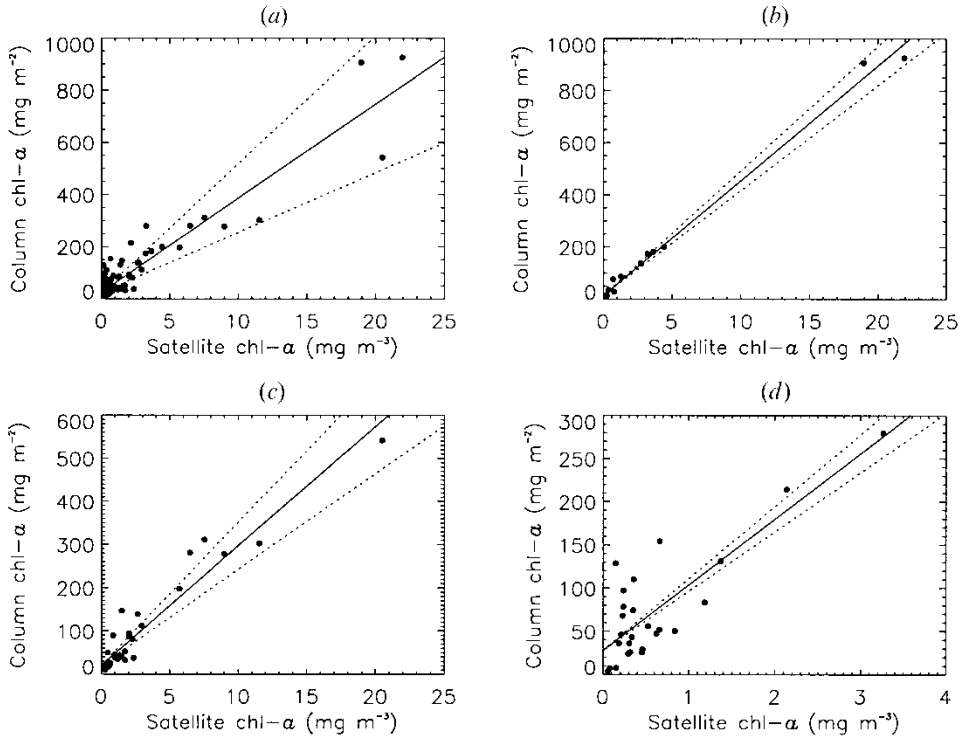 (a)
1000
800
600
400
200
0
Column chl-a (mg m⁻²)
0 5 10 15 20 25
Satellite chl-a (mg m⁻³)
(b)
1000
800
600
400
200
0
Column chl-a (mg m⁻²)
0 5 10 15 20 25
Satellite chl-a (mg m⁻³)
(c)
600
500
400
300
200
100
0
Column chl-a (mg m⁻²)
0 5 10 15 20 25
Satellite chl-a (mg m⁻³)
(d)
300
250
200
150
100
50
0
Column chl-a (mg m⁻²)
0 1 2 3 4
Satellite chl-a (mg m⁻³)